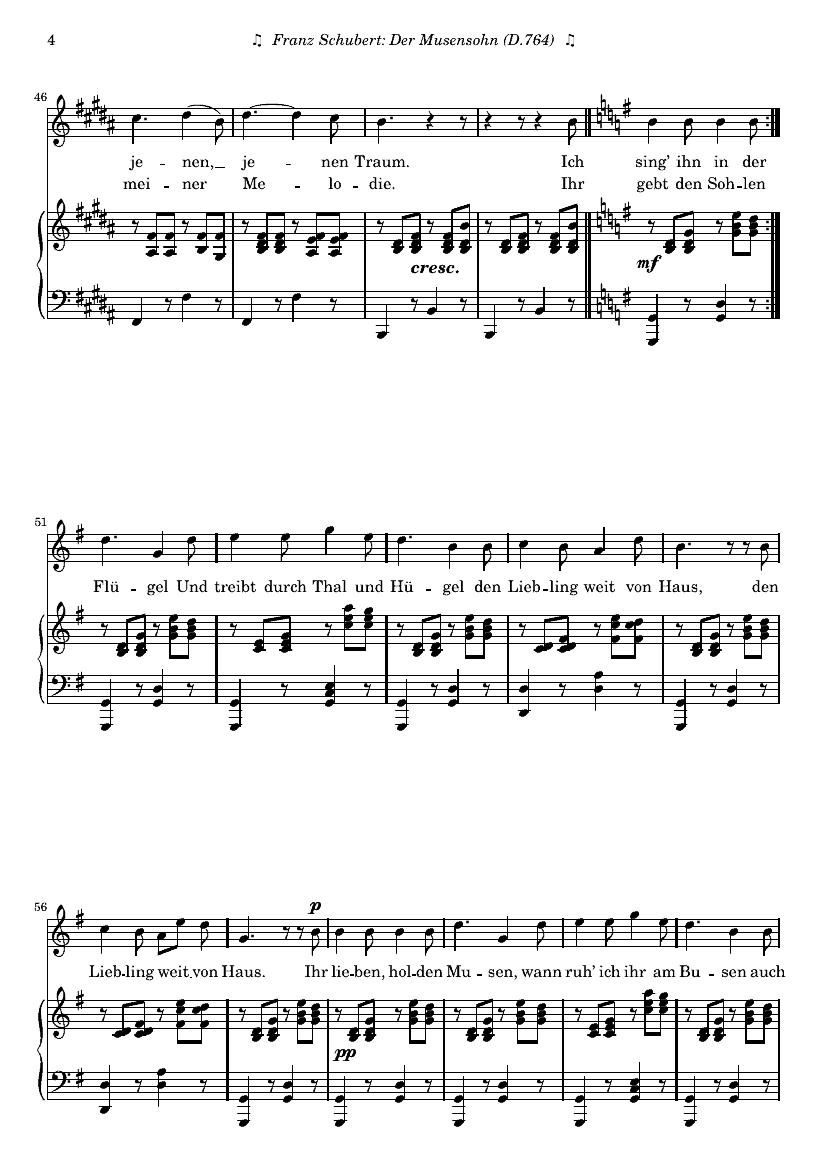 4 ♫ Franz Schubert: Der Musensohn (D.764) ♫
46
je - nen, je - nen Traum. Ich sing' ihn in der
mei - ner Me - lo - die. Ihr gebt den Soh - len
cresc.
mf
51
Flü - gel Und treibt durch Thal und Hü - gel den Lieb - ling weit von Haus, den
56
p
Lieb - ling weit von Haus. Ihr lie - ben, hol - den Mu - sen, wann ruh' ich ihr am Bu - sen auch
pp